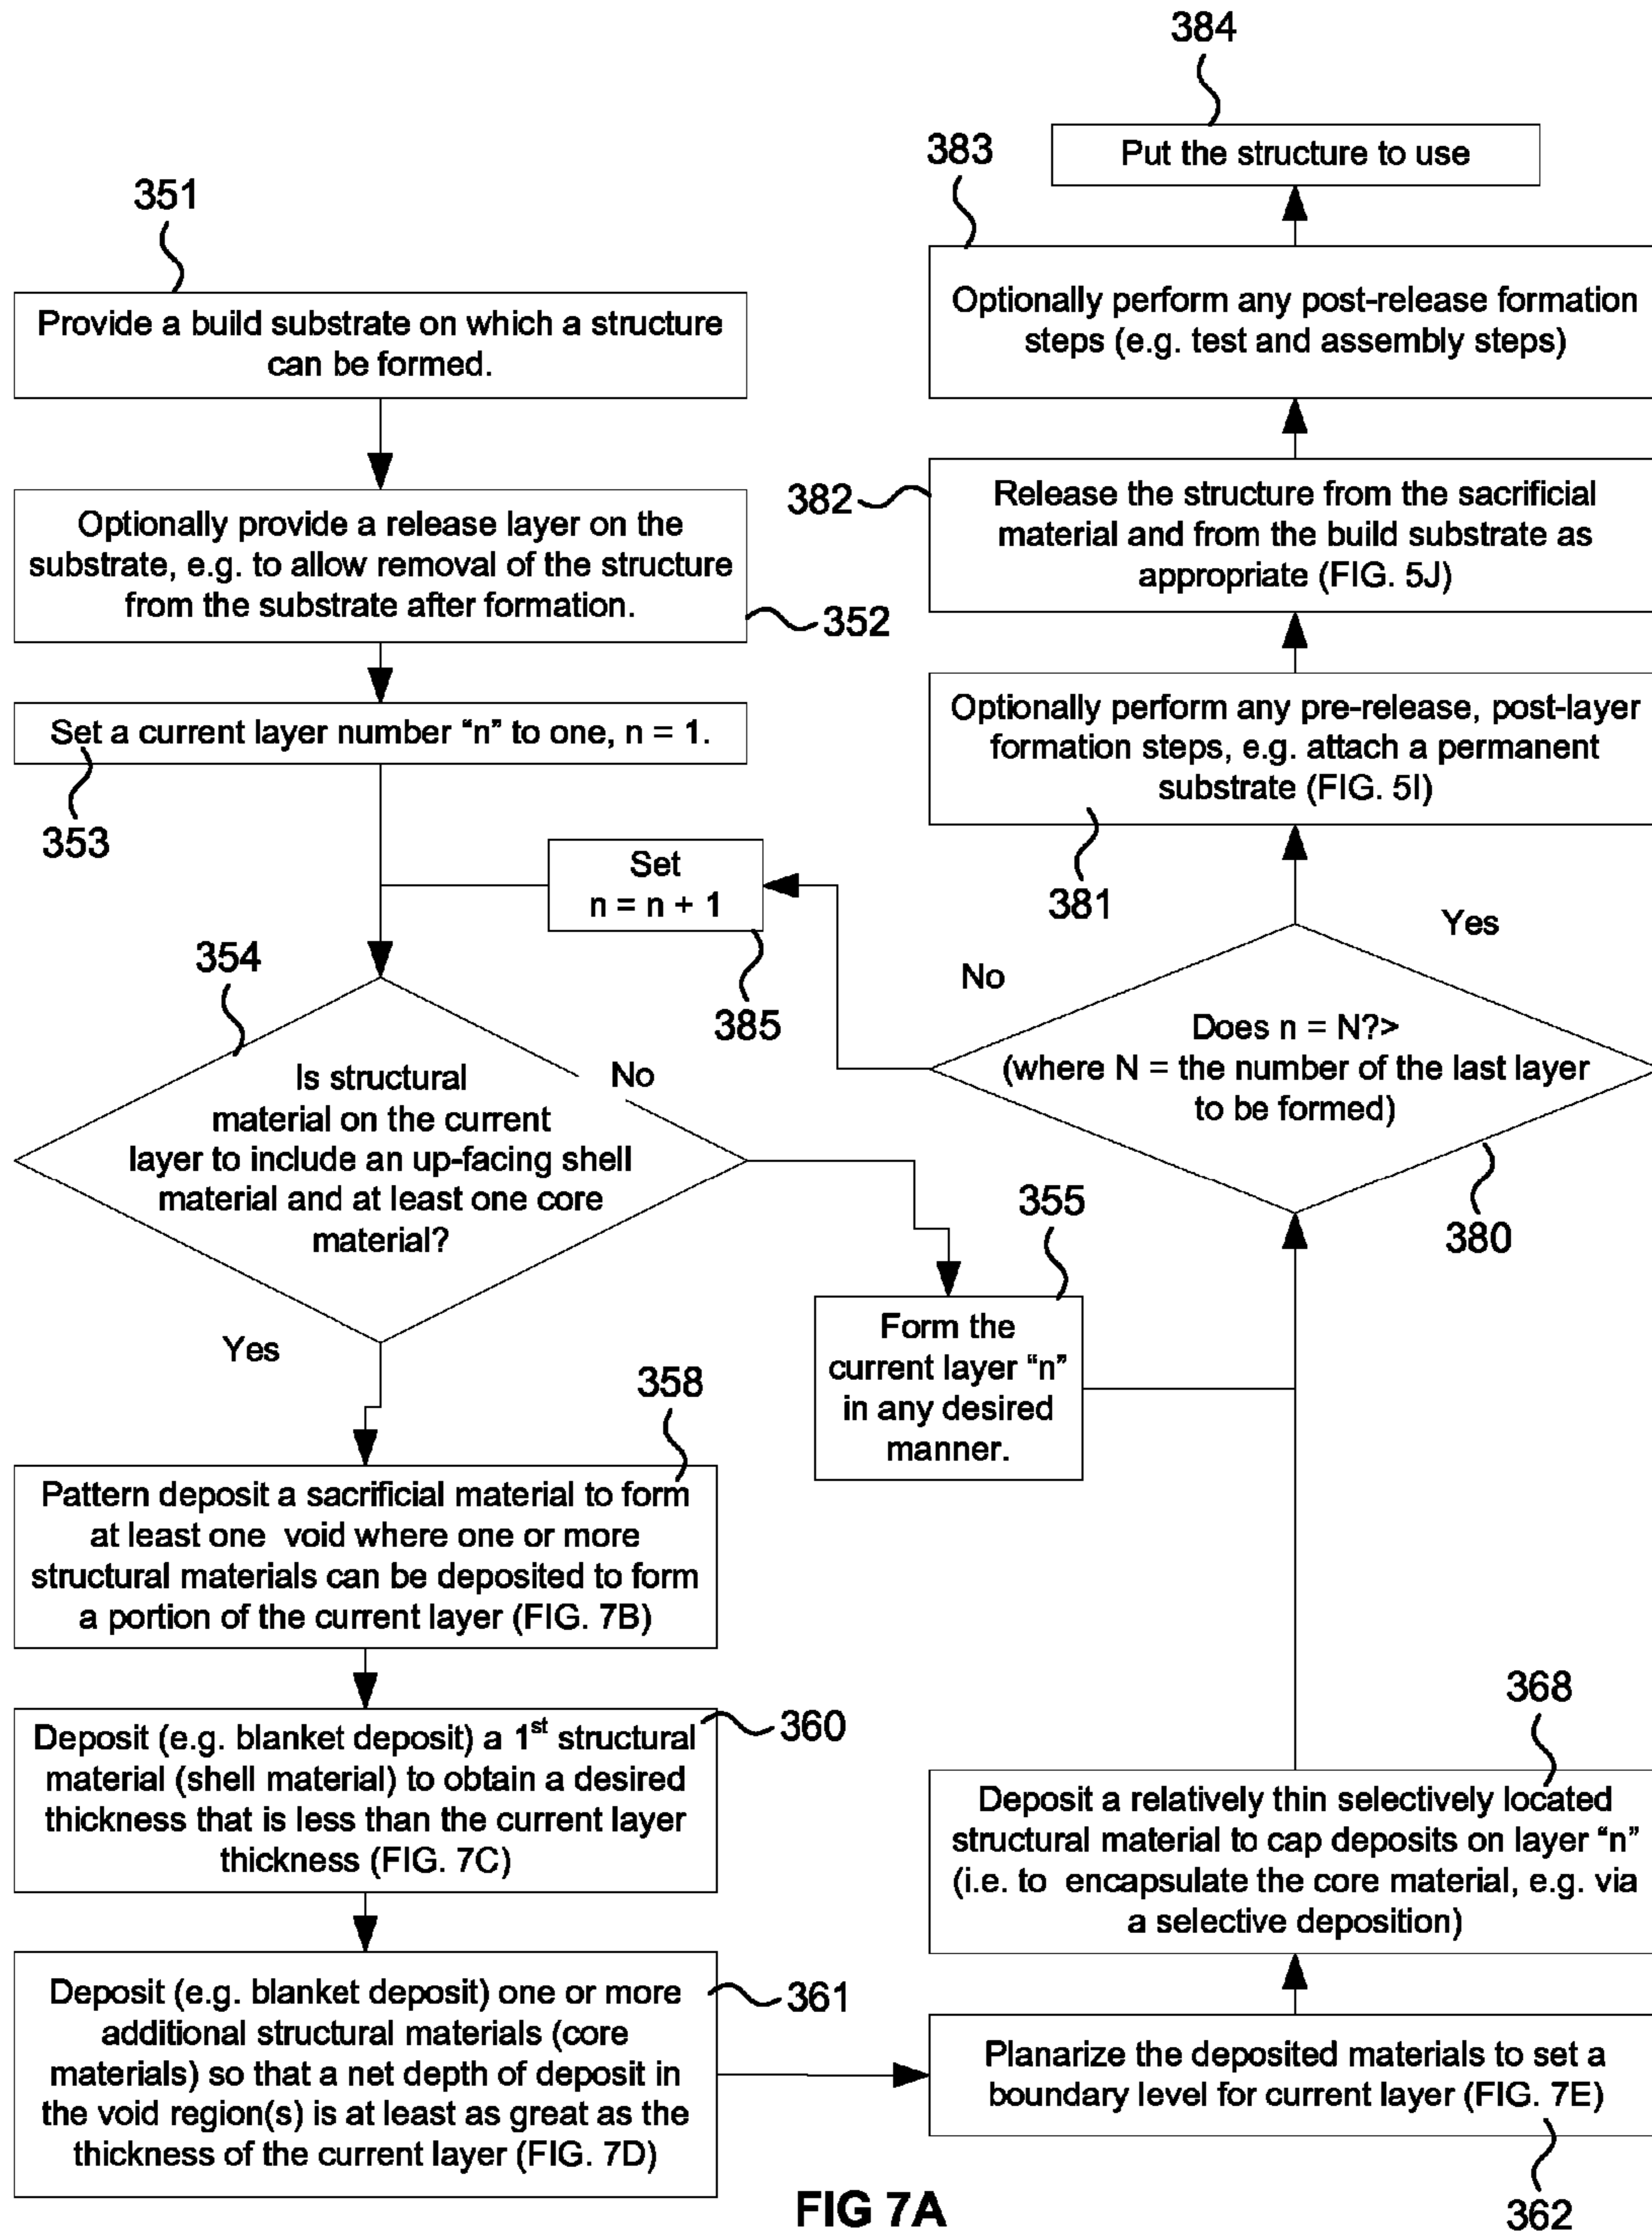 351
Provide a build substrate on which a structure
can be formed.
Optionally provide a release layer on the
substrate, e.g. to allow removal of the structure
from the substrate after formation.
352
Set a current layer number “n” to one, n = 1.
353
Set
n = n + 1
385
354
Is structural
material on the current
layer to include an up-facing shell
material and at least one core
material?
No
Yes
355
Form the
current layer “n”
in any desired
manner.
358
Pattern deposit a sacrificial material to form
at least one void where one or more
structural materials can be deposited to form
a portion of the current layer (FIG. 7B)
Deposit (e.g. blanket deposit) a 1st structural
material (shell material) to obtain a desired
thickness that is less than the current layer
thickness (FIG. 7C)
360
Deposit (e.g. blanket deposit) one or more
additional structural materials (core
materials) so that a net depth of deposit in
the void region(s) is at least as great as the
thickness of the current layer (FIG. 7D)
361
Planarize the deposited materials to set a
boundary level for current layer (FIG. 7E)
362
368
Deposit a relatively thin selectively located
structural material to cap deposits on layer “n”
(i.e. to encapsulate the core material, e.g. via
a selective deposition)
Does n = N?>
(where N = the number of the last layer
to be formed)
380
No
Yes
Optionally perform any pre-release, post-layer
formation steps, e.g. attach a permanent
substrate (FIG. 5I)
381
382
Release the structure from the sacrificial
material and from the build substrate as
appropriate (FIG. 5J)
383
Optionally perform any post-release formation
steps (e.g. test and assembly steps)
384
Put the structure to use
FIG 7A